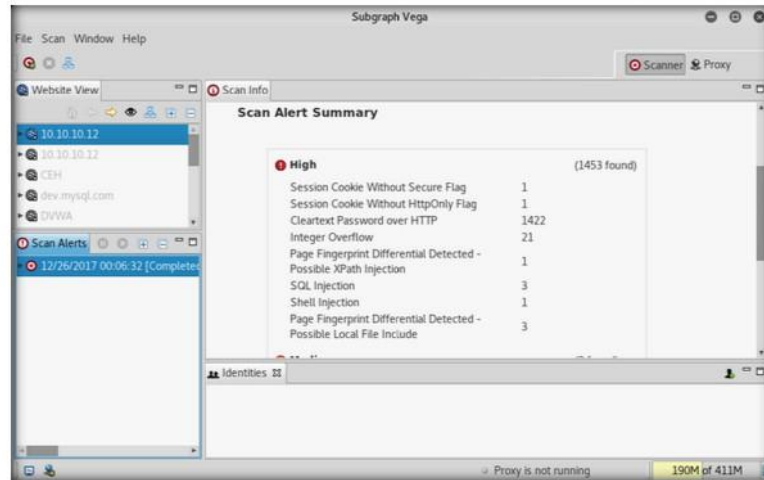 Subgraph Vega
File Scan Window Help
Scanner Proxy
Website View
10.10.10.12
10.10.10.12
CEH
dev.mysql.com
DVWA
Scan Alerts
12/26/2017 00:06:32 [Completed
Scan Info
Scan Alert Summary
High (1453 found)
Session Cookie Without Secure Flag 1
Session Cookie Without HttpOnly Flag 1
Cleartext Password over HTTP 1422
Integer Overflow 21
Page Fingerprint Differential Detected -
Possible XPath Injection 1
SQL Injection 3
Shell Injection 1
Page Fingerprint Differential Detected -
Possible Local File Include 3
Identities
Proxy is not running 190M of 411M